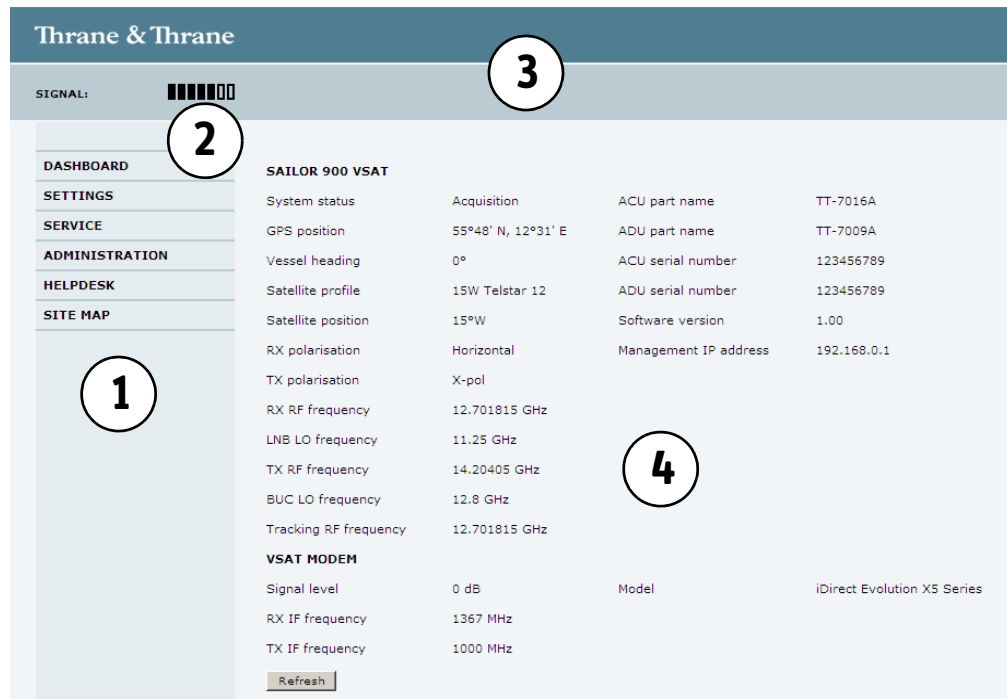 Thrane & Thrane
3
SIGNAL:
2
DASHBOARD
SETTINGS
SERVICE
ADMINISTRATION
HELPDESK
SITE MAP
1
SAILOR 900 VSAT
System status Acquisition ACU part name TT-7016A
GPS position 55°48' N, 12°31' E ADU part name TT-7009A
Vessel heading 0° ACU serial number 123456789
Satellite profile 15W Telstar 12 ADU serial number 123456789
Satellite position 15°W Software version 1.00
RX polarisation Horizontal Management IP address 192.168.0.1
TX polarisation X-pol
RX RF frequency 12.701815 GHz
LNB LO frequency 11.25 GHz
4
TX RF frequency 14.20405 GHz
BUC LO frequency 12.8 GHz
Tracking RF frequency 12.701815 GHz
VSAT MODEM
Signal level 0 dB Model iDirect Evolution X5 Series
RX IF frequency 1367 MHz
TX IF frequency 1000 MHz
Refresh